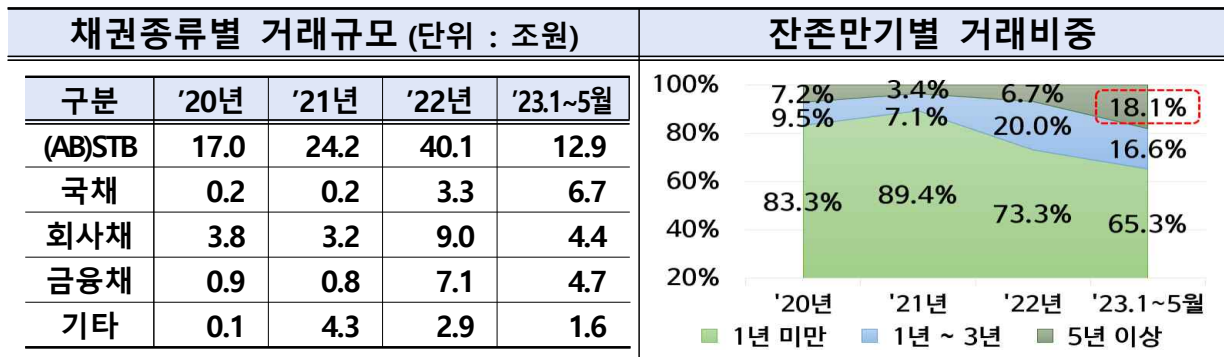 채권종류별 거래규모 (단위 : 조원)
구분 '20년 '21년 '22년 '23.1~5월
(AB)STB 17.0 24.2 40.1 12.9
국채 0.2 0.2 3.3 6.7
회사채 3.8 3.2 9.0 4.4
금융채 0.9 0.8 7.1 4.7
기타 0.1 4.3 2.9 1.6
잔존만기별 거래비중
100%
80%
60%
40%
20%
7.2% 3.4% 6.7% 18.1%
9.5% 7.1% 20.0% 16.6%
83.3% 89.4% 73.3% 65.3%
'20년 '21년 '22년 '23.1~5월
1년 미만 1년 ~ 3년 5년 이상